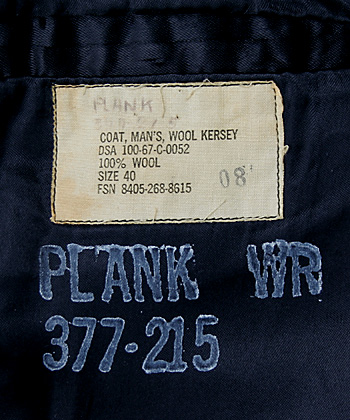 PLANK
COAT, MAN'S, WOOL KERSEY
DSA 100-67-C-0052
100% WOOL
SIZE 40
FSN 8405-268-8615
08
PLANK WR
377-215